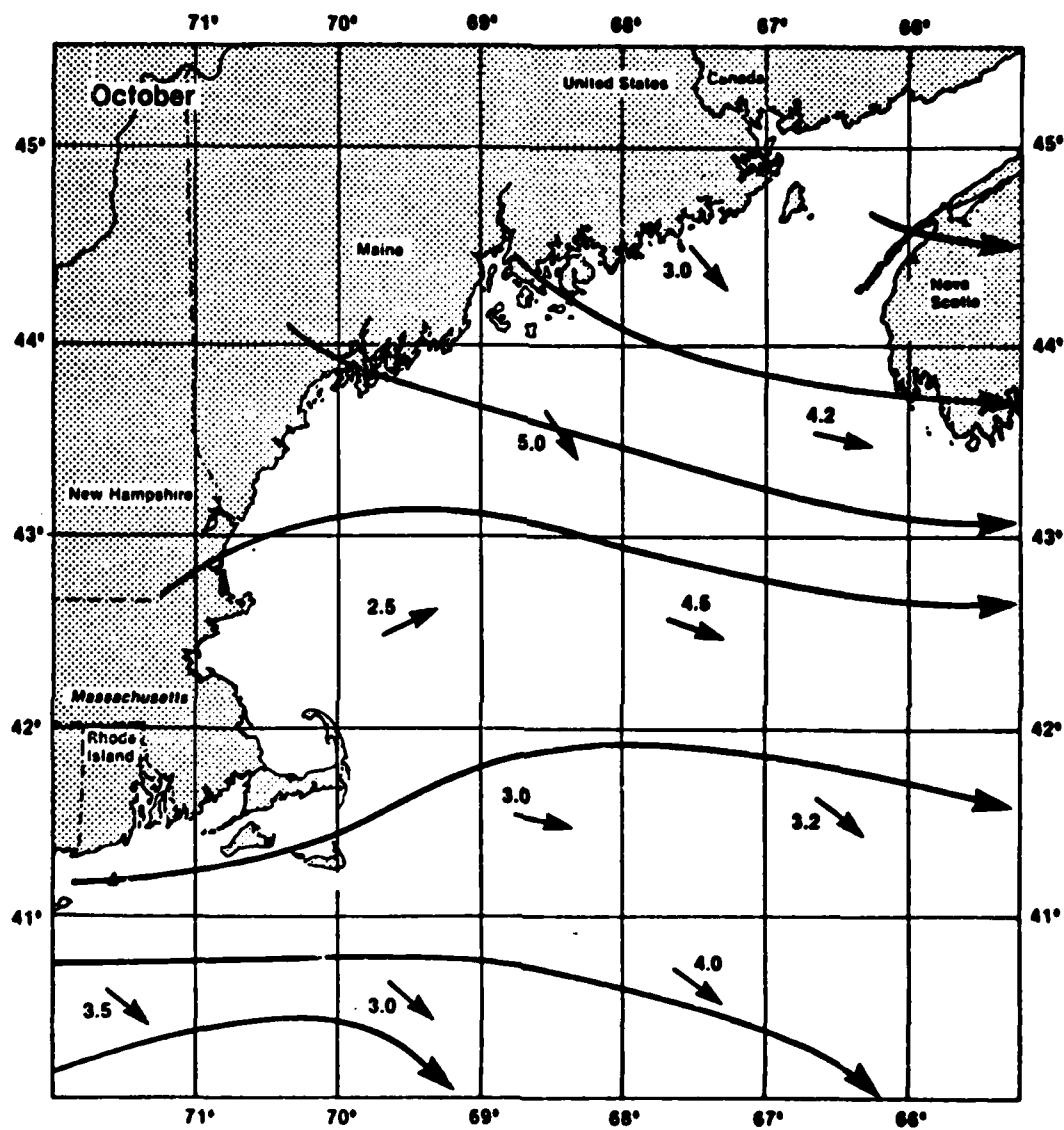 71° 70° 69° 68° 67° 66°
United States Canada
October
45° 45°
Maine
3.0
Nova
Scotia
44° 44°
4.2
5.0
New Hampshire
43° 43°
2.5 4.5
Massachusetts
42° 42°
Rhode
Island
3.0
3.2
41° 41°
4.0
3.5 3.0
71° 70° 69° 68° 67° 66°